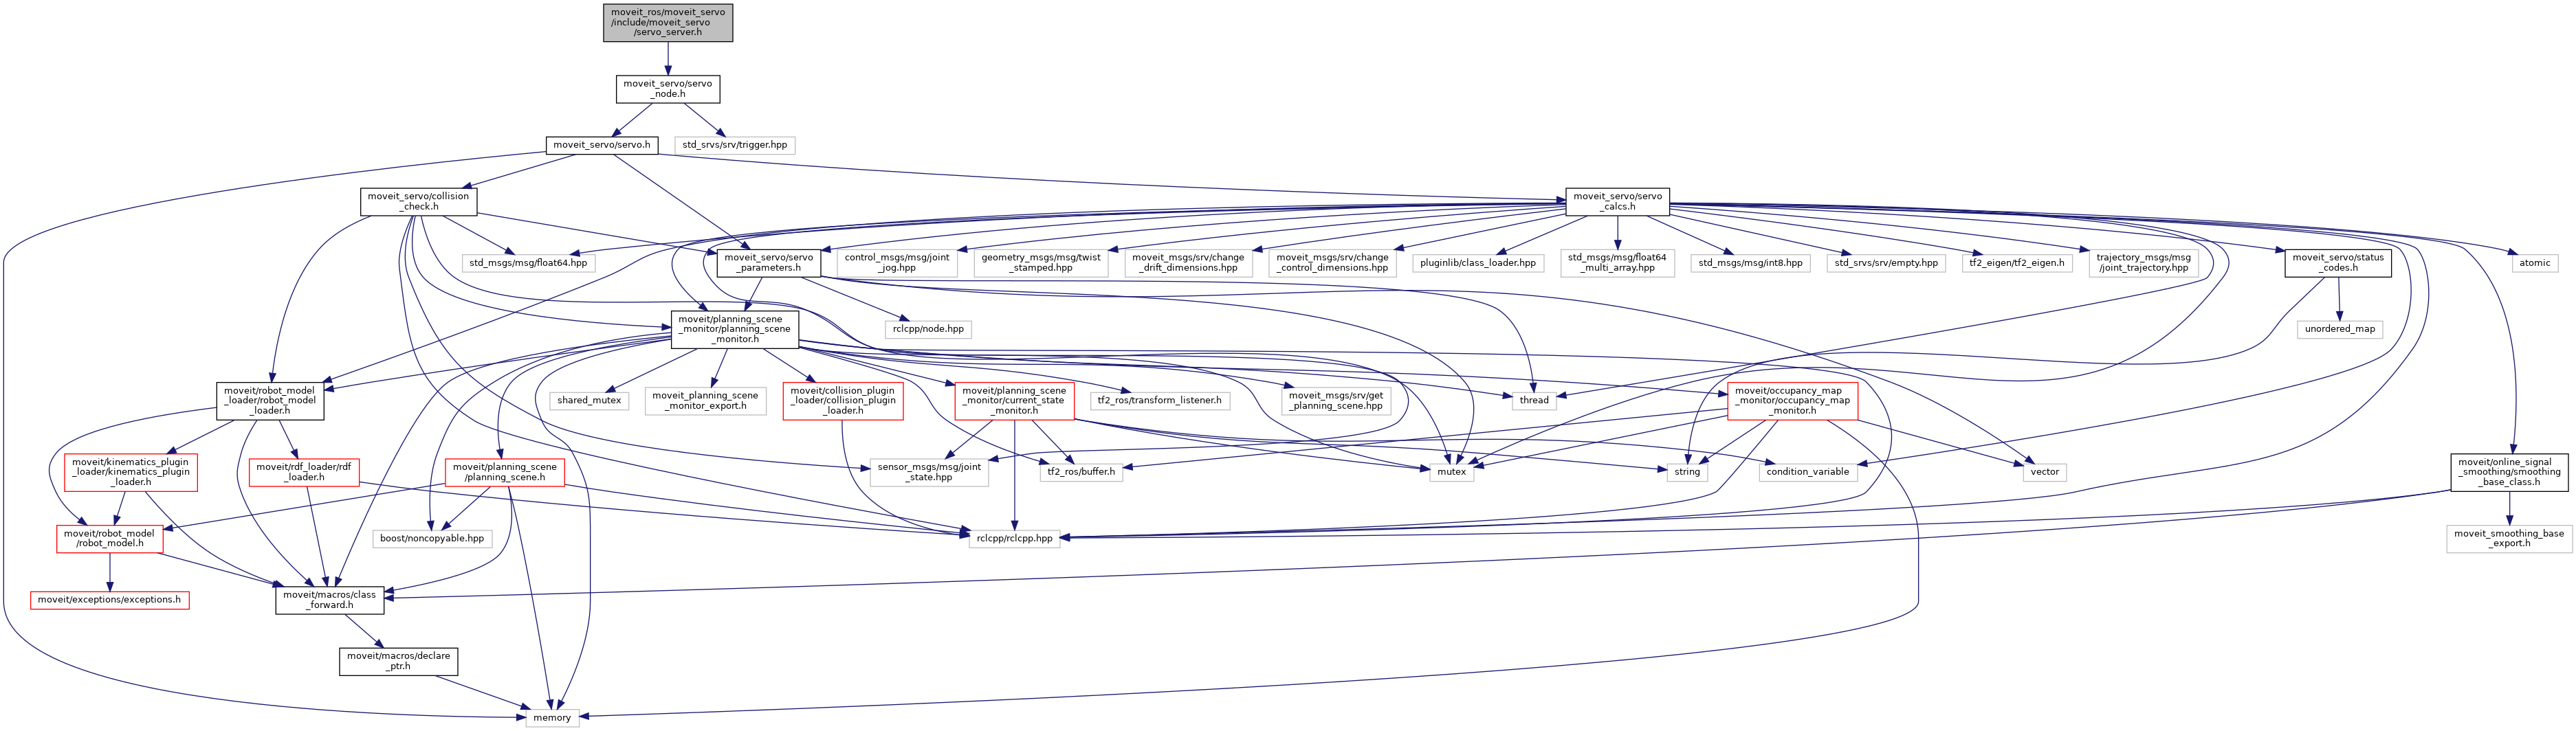 moveit_ros/moveit_servo
/include/moveit_servo
/servo_server.h
moveit_servo/servo
_node.h
moveit_servo/servo.h
std_srvs/srv/trigger.hpp
moveit_servo/collision
_check.h
moveit_servo/servo
_calcs.h
std_msgs/msg/float64.hpp
moveit_servo/servo
_parameters.h
control_msgs/msg/joint
_jog.hpp
geometry_msgs/msg/twist
_stamped.hpp
moveit_msgs/srv/change
_drift_dimensions.hpp
moveit_msgs/srv/change
_control_dimensions.hpp
pluginlib/class_loader.hpp
std_msgs/msg/float64
_multi_array.hpp
std_msgs/msg/int8.hpp
std_srvs/srv/empty.hpp
tf2_eigen/tf2_eigen.h
trajectory_msgs/msg
/joint_trajectory.hpp
moveit_servo/status
_codes.h
atomic
moveit/planning_scene
_monitor/planning_scene
_monitor.h
rclcpp/node.hpp
unordered_map
moveit/robot_model
_loader/robot_model
_loader.h
shared_mutex
moveit_planning_scene
_monitor_export.h
moveit/collision_plugin
_loader/collision_plugin
_loader.h
moveit/planning_scene
_monitor/current_state
_monitor.h
tf2_ros/transform_listener.h
moveit_msgs/srv/get
_planning_scene.hpp
thread
moveit/occupancy_map
_monitor/occupancy_map
_monitor.h
moveit/kinematics_plugin
_loader/kinematics_plugin
_loader.h
moveit/rdf_loader/rdf
_loader.h
moveit/planning_scene
/planning_scene.h
sensor_msgs/msg/joint
_state.hpp
tf2_ros/buffer.h
mutex
string
condition_variable
vector
moveit/online_signal
_smoothing/smoothing
_base_class.h
moveit/robot_model
/robot_model.h
boost/noncopyable.hpp
rclcpp/rclcpp.hpp
moveit_smoothing_base
_export.h
moveit/exceptions/exceptions.h
moveit/macros/class
_forward.h
moveit/macros/declare
_ptr.h
memory